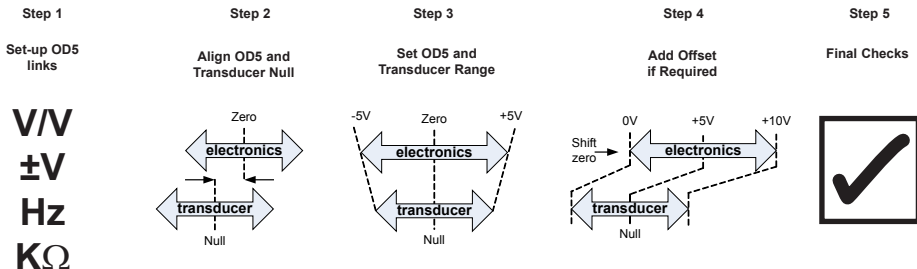 Step 1
Set-up OD5
links
V/V
±V
Hz
KΩ
Step 2
Align OD5 and
Transducer Null
Zero
electronics
transducer
Null
Step 3
Set OD5 and
Transducer Range
-5V Zero +5V
electronics
transducer
Null
Step 4
Add Offset
if Required
0V +5V +10V
Shift
zero
electronics
transducer
Null
Step 5
Final Checks